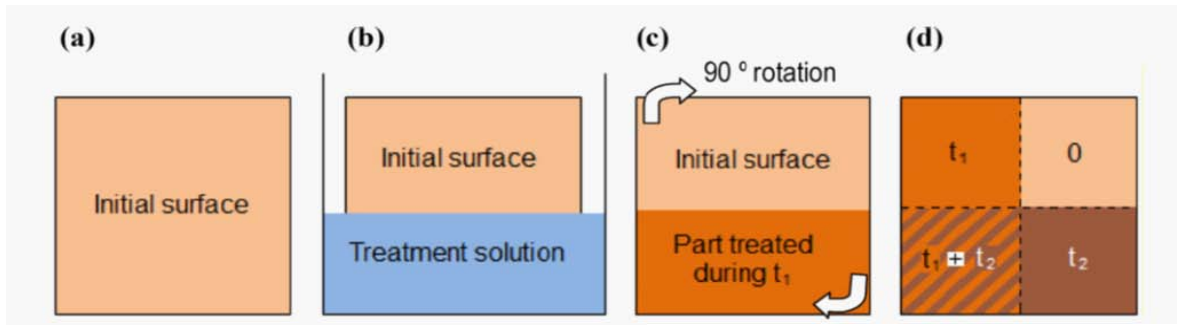 (a)
(b)
(c)
(d)
90 º rotation
Initial surface
Initial surface
Treatment solution
Initial surface
Part treated
during t₁
t₁
0
t₁ + t₂
t₂